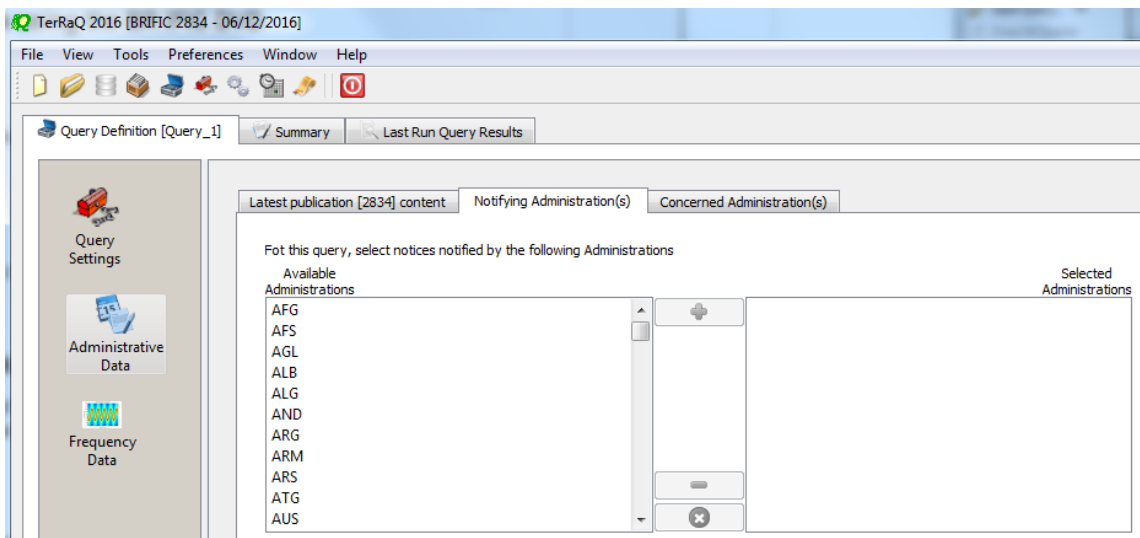 TerRaQ 2016 [BRIFIC 2834 - 06/12/2016]
File View Tools Preferences Window Help
Query Definition [Query_1] Summary Last Run Query Results
Latest publication [2834] content Notifying Administration(s) Concerned Administration(s)
Query
Settings
Administrative
Data
Frequency
Data
Fot this query, select notices notified by the following Administrations
Available
Administrations
Selected
Administrations
AFG
AFS
AGL
ALB
ALG
AND
ARG
ARM
ARS
ATG
AUS